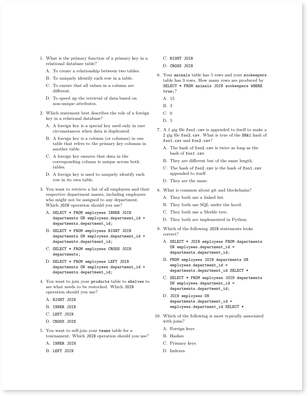 1. What is the primary function of a primary key in a
relational database table?
A. To create a relationship between two tables.
B. To uniquely identify each row in a table.
C. To ensure that all values in a column are
different.
D. To speed up the retrieval of data based on
non-unique attributes.
2. Which statement best describes the role of a foreign
key in a relational database?
A. A foreign key is a special key used only in rare
circumstances when data is duplicated.
B. A foreign key is a column (or columns) in one
table that refers to the primary key columns in
another table.
C. A foreign key ensures that data in the
corresponding column is unique across both
tables.
D. A foreign key is used to uniquely identify each
row in its own table.
3. You want to retrieve a list of all employees and their
respective department names, including employees
who might not be assigned to any department.
Which JOIN operation should you use?
A. SELECT * FROM employees INNER JOIN
departments ON employees.department_id =
departments.department_id;
B. SELECT * FROM employees RIGHT JOIN
departments ON employees.department_id =
departments.department_id;
C. SELECT * FROM employees CROSS JOIN
departments;
D. SELECT * FROM employees LEFT JOIN
departments ON employees.department_id =
departments.department_id;
4. You want to join your products table to shelves to
see what needs to be restocked. Which JOIN
operation should you use?
A. RIGHT JOIN
B. INNER JOIN
C. LEFT JOIN
D. CROSS JOIN
5. You want to self-join your teams table for a
tournament. Which JOIN operation should you use?
A. INNER JOIN
B. LEFT JOIN
C. RIGHT JOIN
D. CROSS JOIN
6. Your animals table has 5 rows and your zookeepers
table has 3 rows. How many rows are produced by
SELECT * FROM animals JOIN zookeepers WHERE
true;?
A. 15
B. 3
C. 0
D. 5
7. A 1 gig file foo1.csv is appended to itself to make a
2 gig file foo2.csv. What is true of the SHA1 hash of
foo1.csv and foo2.csv?
A. The hash of foo2.csv is twice as long as the
hash of foo1.csv
B. They are different but of the same length.
C. The hash of foo2.csv is the hash of foo1.csv
appended to itself.
D. They are the same.
8. What is common about git and blockchains?
A. They both use a linked list.
B. They both use SQL under the hood.
C. They both use a Merkle tree.
D. They both are implemented in Python.
9. Which of the following JOIN statements looks
correct?
A. SELECT * JOIN employees FROM departments
ON employees.department_id =
departments.department_id;
B. FROM employees JOIN departments ON
employees.department_id =
departments.department_id SELECT *
C. SELECT * FROM employees JOIN departments
ON employees.department_id =
departments.department_id;
D. JOIN employees ON
departments.department_id =
employees.department_id SELECT *
10. Which of the following is most typically associated
with joins?
A. Foreign keys
B. Hashes
C. Primary keys
D. Indexes